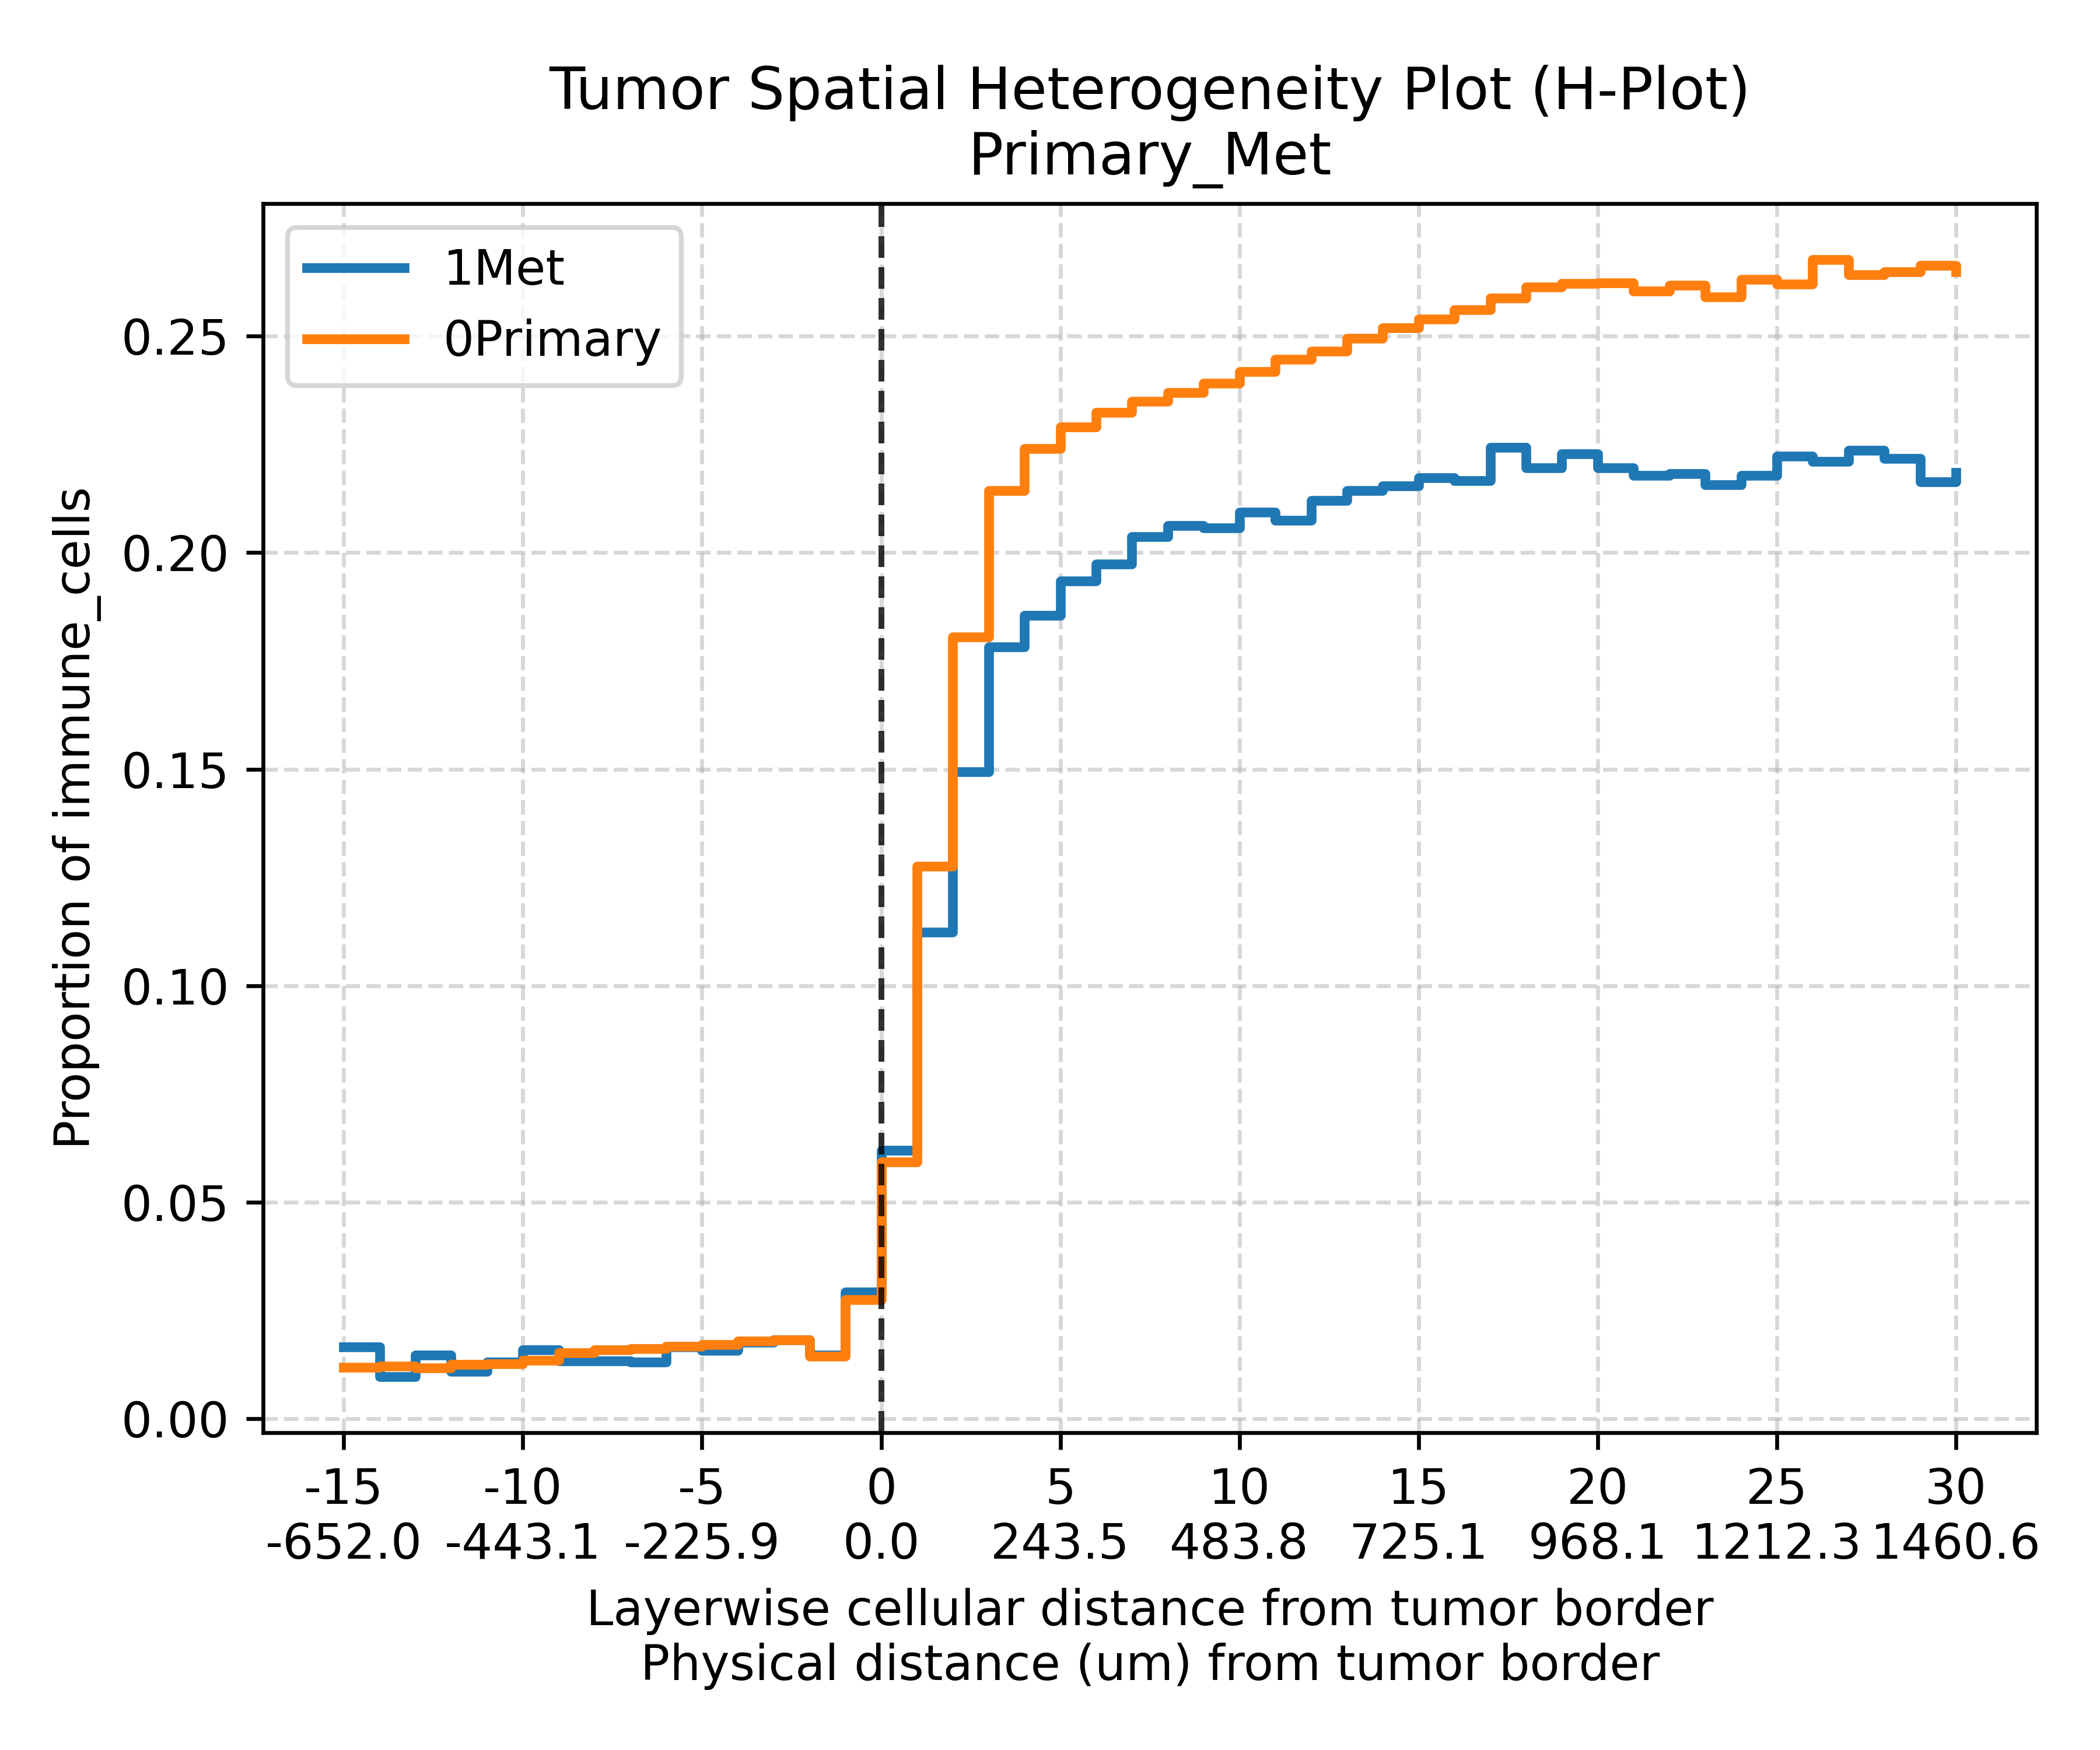 Tumor Spatial Heterogeneity Plot (H-Plot)
Primary_Met
1Met
0Primary
Proportion of immune_cells
0.25
0.20
0.15
0.10
0.05
0.00
-15 -10 -5 0 5 10 15 20 25 30
-652.0 -443.1 -225.9 0.0 243.5 483.8 725.1 968.1 1212.3 1460.6
Layerwise cellular distance from tumor border
Physical distance (um) from tumor border